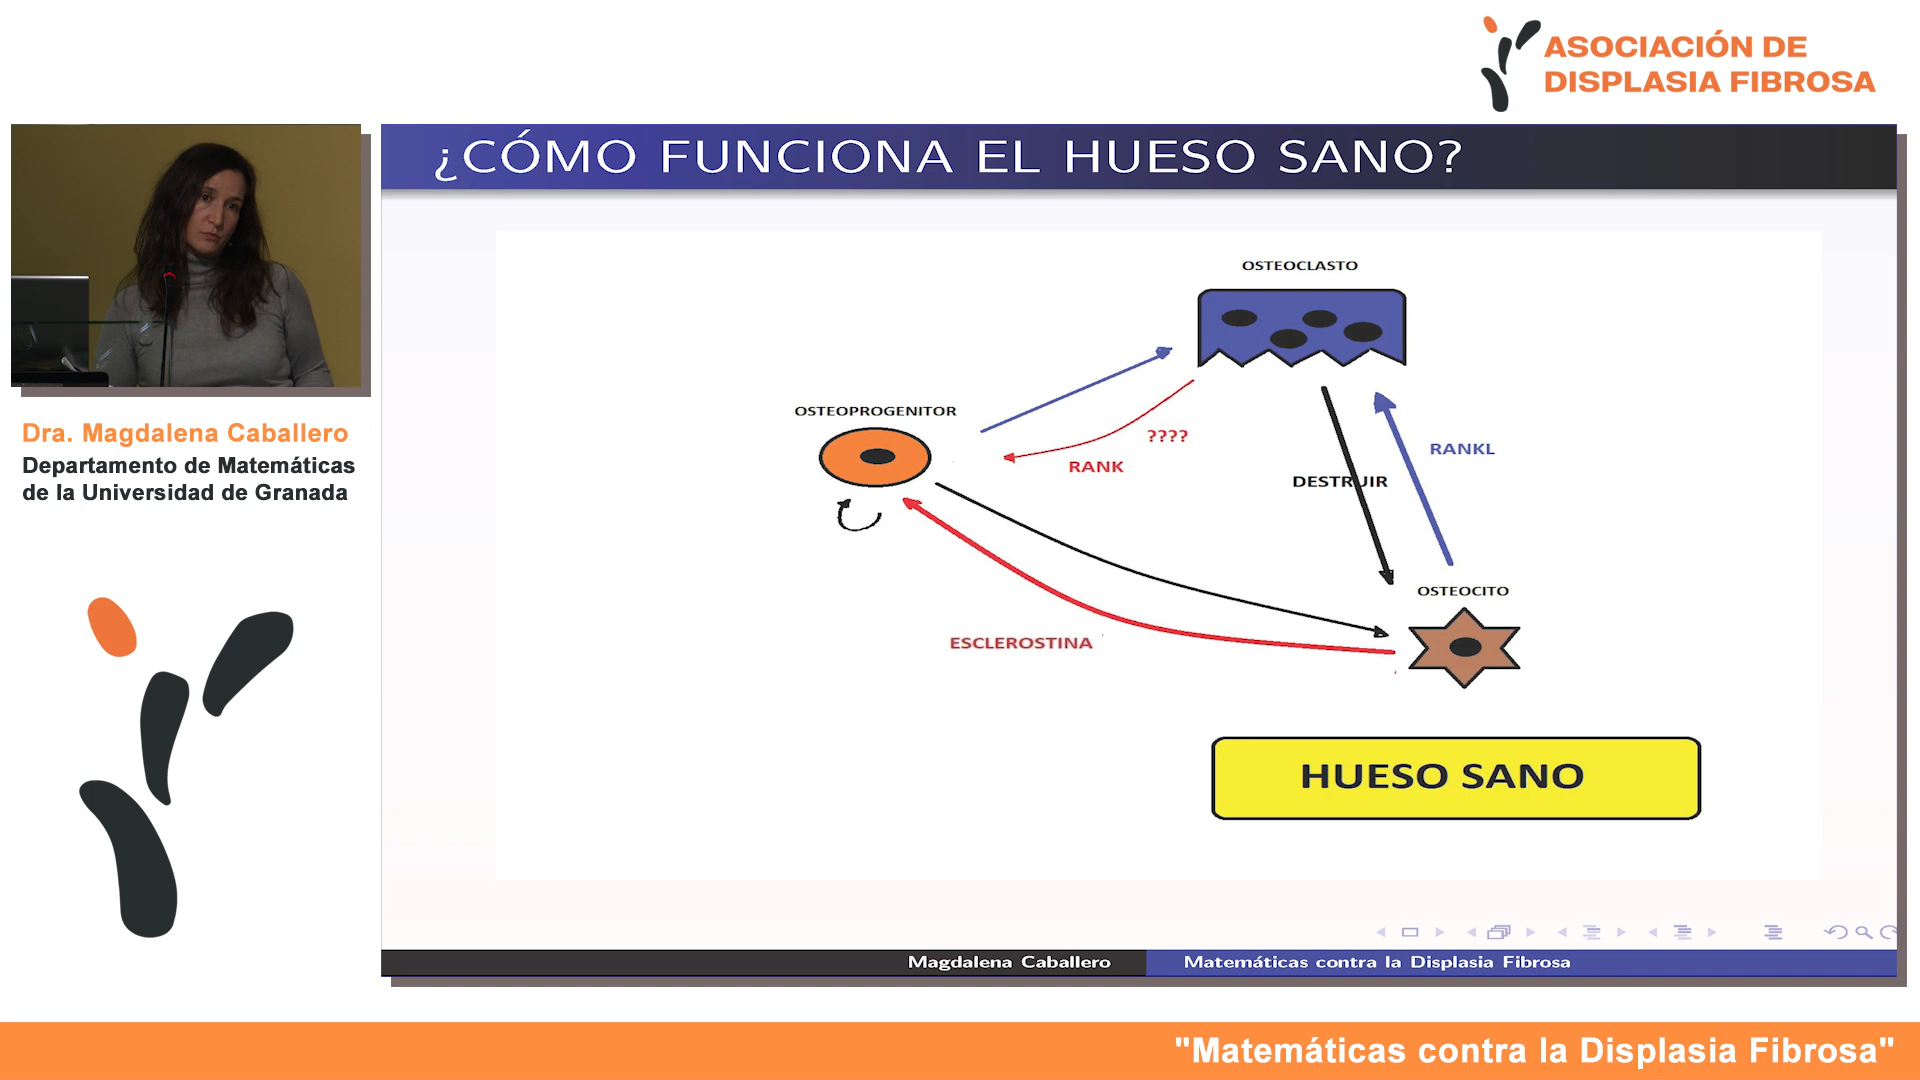 ASOCIACIÓN DE
DISPLASIA FIBROSA
¿CÓMO FUNCIONA EL HUESO SANO?
Dra. Magdalena Caballero
Departamento de Matemáticas
de la Universidad de Granada
OSTEOCLASTO
OSTEOPROGENITOR
????
RANK
RANKL
DESTRUIR
OSTEOCITO
ESCLEROSTINA
HUESO SANO
Magdalena Caballero
Matemáticas contra la Displasia Fibrosa
"Matemáticas contra la Displasia Fibrosa"